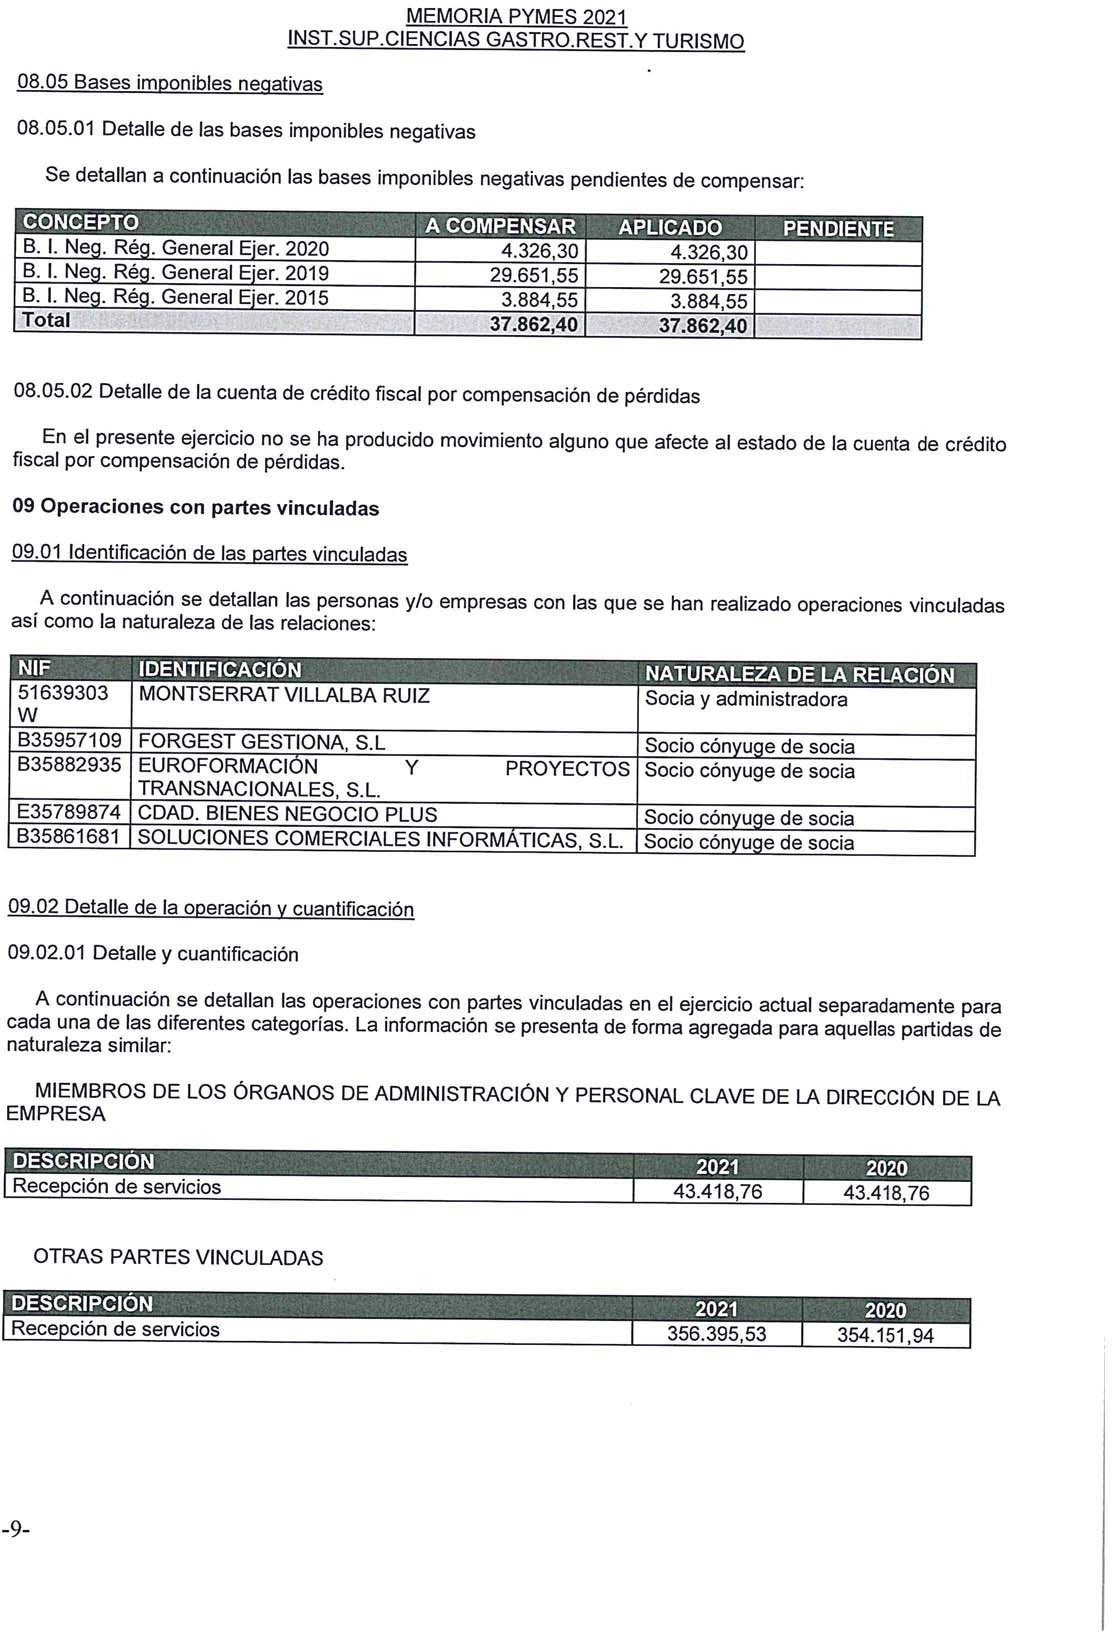 MEMORIA PYMES 2021
INST.SUP.CIENCIAS GASTRO.REST.Y TURISMO
08.05 Bases imponibles negativas
08.05.01 Detalle de las bases imponibles negativas
Se detallan a continuación las bases imponibles negativas pendientes de compensar:
CONCEPTO A COMPENSAR APLICADO PENDIENTE
B. I. Neg. Rég. General Ejer. 2020 4.326,30 4.326,30
B. I. Neg. Rég. General Ejer. 2019 29.651,55 29.651,55
B. I. Neg. Rég. General Ejer. 2015 3.884,55 3.884,55
Total 37.862,40 37.862,40
08.05.02 Detalle de la cuenta de crédito fiscal por compensación de pérdidas
En el presente ejercicio no se ha producido movimiento alguno que afecte al estado de la cuenta de crédito
fiscal por compensación de pérdidas.
09 Operaciones con partes vinculadas
09.01 Identificación de las partes vinculadas
A continuación se detallan las personas y/o empresas con las que se han realizado operaciones vinculadas
así como la naturaleza de las relaciones:
NIF IDENTIFICACIÓN NATURALEZA DE LA RELACIÓN
51639303 MONTSERRAT VILLALBA RUIZ Socia y administradora
W
B35957109 FORGEST GESTIONA, S.L Socio cónyuge de socia
B35882935 EUROFORMACIÓN Y PROYECTOS Socio cónyuge de socia
TRANSNACIONALES, S.L.
E35789874 CDAD. BIENES NEGOCIO PLUS Socio cónyuge de socia
B35861681 SOLUCIONES COMERCIALES INFORMÁTICAS, S.L. Socio cónyuge de socia
09.02 Detalle de la operación y cuantificación
09.02.01 Detalle y cuantificación
A continuación se detallan las operaciones con partes vinculadas en el ejercicio actual separadamente para
cada una de las diferentes categorías. La información se presenta de forma agregada para aquellas partidas de
naturaleza similar:
MIEMBROS DE LOS ÓRGANOS DE ADMINISTRACIÓN Y PERSONAL CLAVE DE LA DIRECCIÓN DE LA
EMPRESA
DESCRIPCIÓN 2021 2020
Recepción de servicios 43.418,76 43.418,76
OTRAS PARTES VINCULADAS
DESCRIPCIÓN 2021 2020
Recepción de servicios 356.395,53 354.151,94
-9-